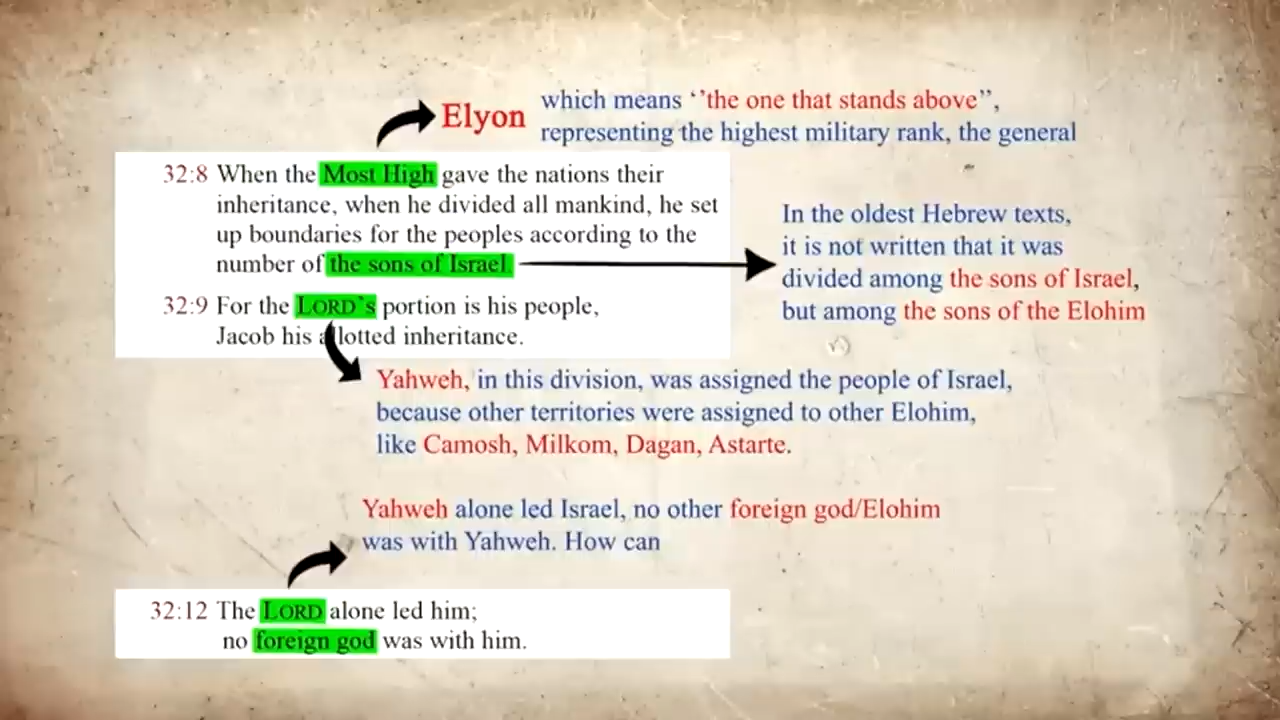 Elyon
which means ‘’the one that stands above”,
representing the highest military rank, the general
32:8 When the Most High gave the nations their
inheritance, when he divided all mankind, he set
up boundaries for the peoples according to the
number of the sons of Israel.
In the oldest Hebrew texts,
it is not written that it was
divided among the sons of Israel,
but among the sons of the Elohim
32:9 For the LORD’s portion is his people,
Jacob his allotted inheritance.
Yahweh, in this division, was assigned the people of Israel,
because other territories were assigned to other Elohim,
like Camosh, Milkom, Dagan, Astarte.
Yahweh alone led Israel, no other foreign god/Elohim
was with Yahweh. How can
32:12 The LORD alone led him;
no foreign god was with him.